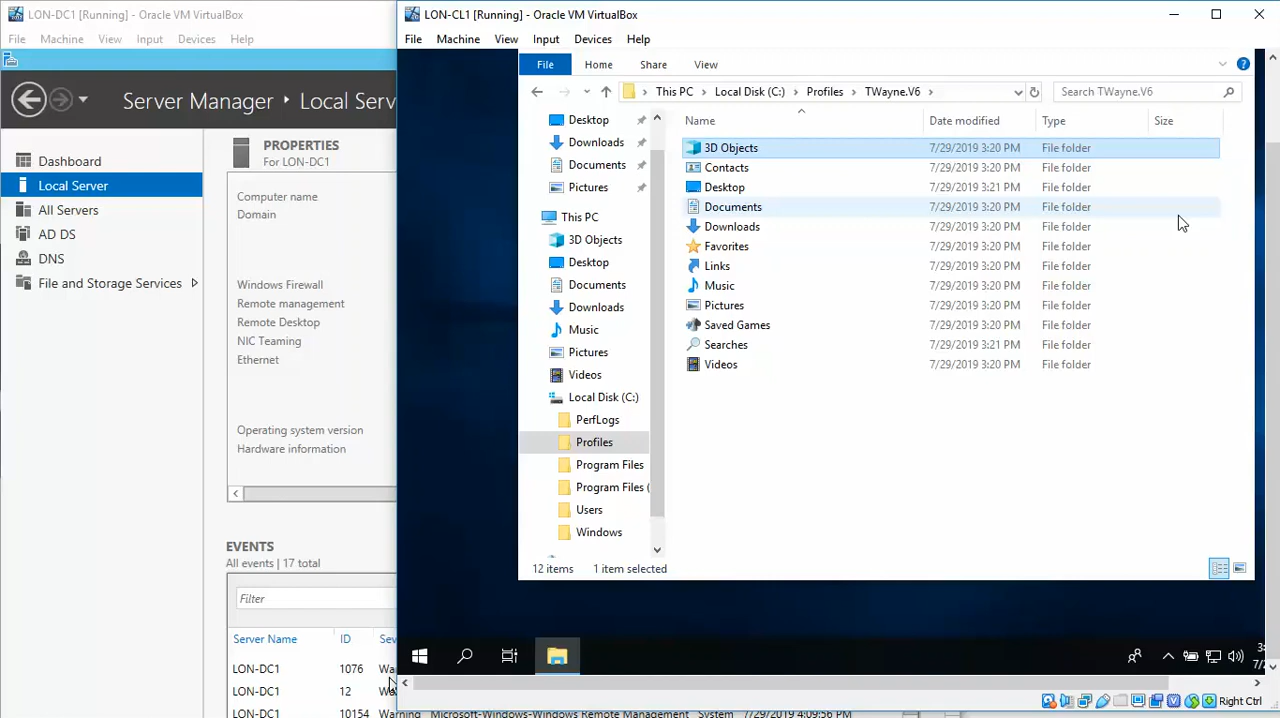 LON-DC1 [Running] - Oracle VM VirtualBox
File Machine View Input Devices Help
Server Manager ‣ Local Serv
Dashboard
Local Server
All Servers
AD DS
DNS
File and Storage Services
PROPERTIES
For LON-DC1
Computer name
Domain
Windows Firewall
Remote management
Remote Desktop
NIC Teaming
Ethernet
Operating system version
Hardware information
EVENTS
All events | 17 total
Filter
Server Name ID Sev
LON-DC1 1076 Wa
LON-DC1 12
LON-DC1 10154 Warning Microsoft-Windows-Windows Remote Management System 7/29/2019 4:09:56 PM
LON-CL1 [Running] - Oracle VM VirtualBox
File Machine View Input Devices Help
File Home Share View
This PC > Local Disk (C:) > Profiles > TWayne.V6 >
Search TWayne.V6
Desktop
Downloads
Documents
Pictures
This PC
3D Objects
Desktop
Documents
Downloads
Music
Pictures
Videos
Local Disk (C:)
PerfLogs
Profiles
Program Files
Program Files (
Users
Windows
Name Date modified Type Size
3D Objects 7/29/2019 3:20 PM File folder
Contacts 7/29/2019 3:20 PM File folder
Desktop 7/29/2019 3:21 PM File folder
Documents 7/29/2019 3:20 PM File folder
Downloads 7/29/2019 3:20 PM File folder
Favorites 7/29/2019 3:20 PM File folder
Links 7/29/2019 3:20 PM File folder
Music 7/29/2019 3:20 PM File folder
Pictures 7/29/2019 3:20 PM File folder
Saved Games 7/29/2019 3:20 PM File folder
Searches 7/29/2019 3:21 PM File folder
Videos 7/29/2019 3:20 PM File folder
12 items 1 item selected
Right Ctrl